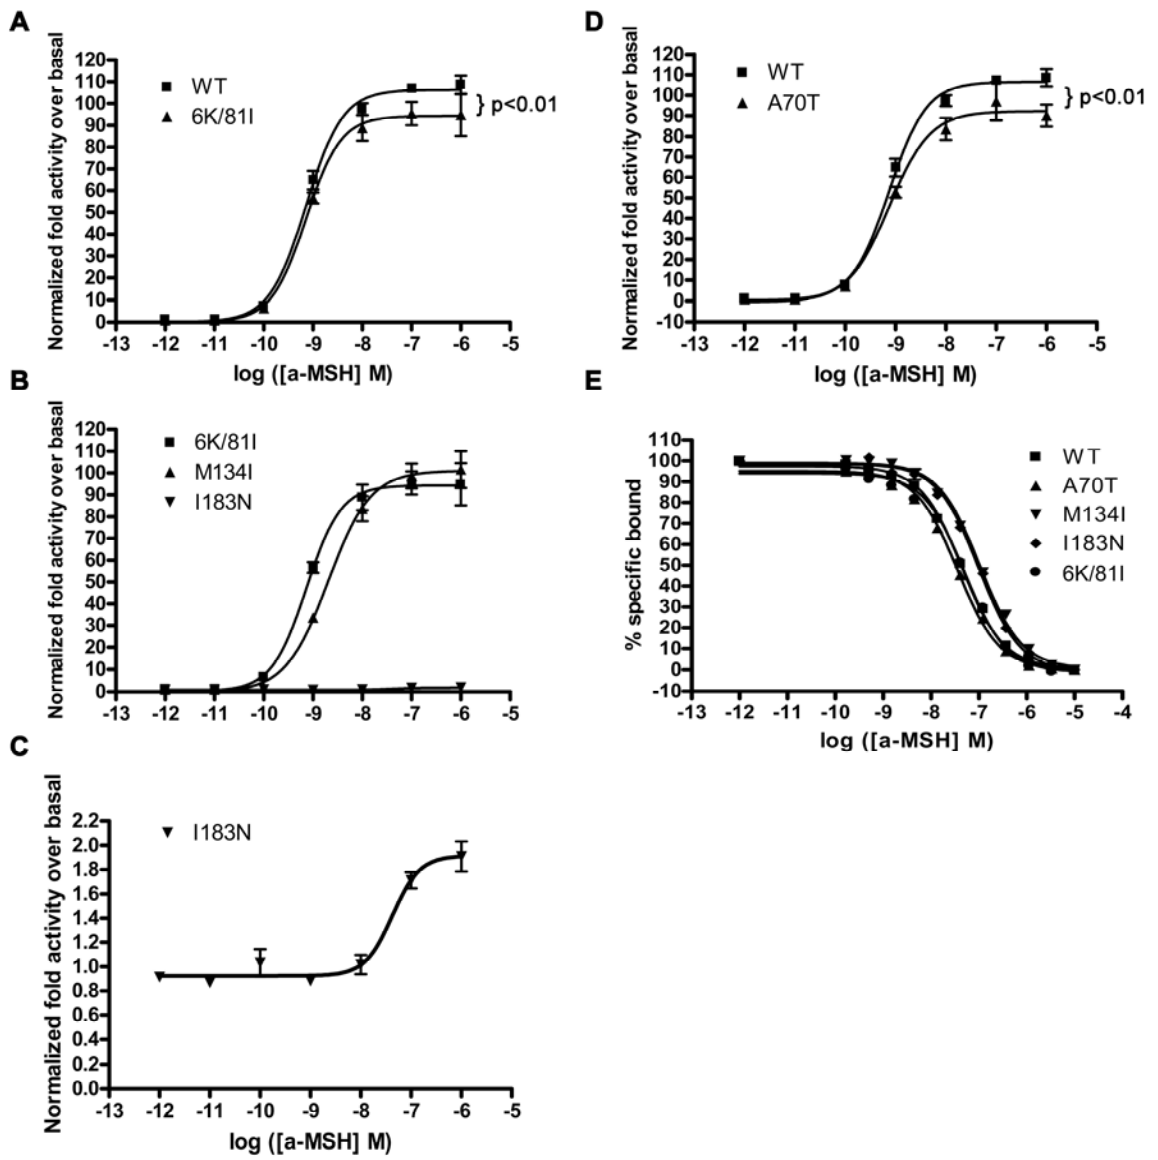 A
Normalized fold activity over basal
120
110
100
90
80
70
60
50
40
30
20
10
0
WT
6K/81I
} p<0.01
-13 -12 -11 -10 -9 -8 -7 -6 -5
log ([a-MSH] M)
D
Normalized fold activity over basal
120
110
100
90
80
70
60
50
40
30
20
10
0
-10
WT
A70T
} p<0.01
-13 -12 -11 -10 -9 -8 -7 -6 -5
log ([a-MSH] M)
B
Normalized fold activity over basal
120
110
100
90
80
70
60
50
40
30
20
10
0
6K/81I
M134I
I183N
-13 -12 -11 -10 -9 -8 -7 -6 -5
log ([a-MSH] M)
E
% specific bound
110
100
90
80
70
60
50
40
30
20
10
0
-10
WT
A70T
M134I
I183N
6K/81I
-13 -12 -11 -10 -9 -8 -7 -6 -5 -4
log ([a-MSH] M)
C
Normalized fold activity over basal
2.2
2.0
1.8
1.6
1.4
1.2
1.0
0.8
0.6
0.4
0.2
0.0
I183N
-13 -12 -11 -10 -9 -8 -7 -6 -5
log ([a-MSH] M)